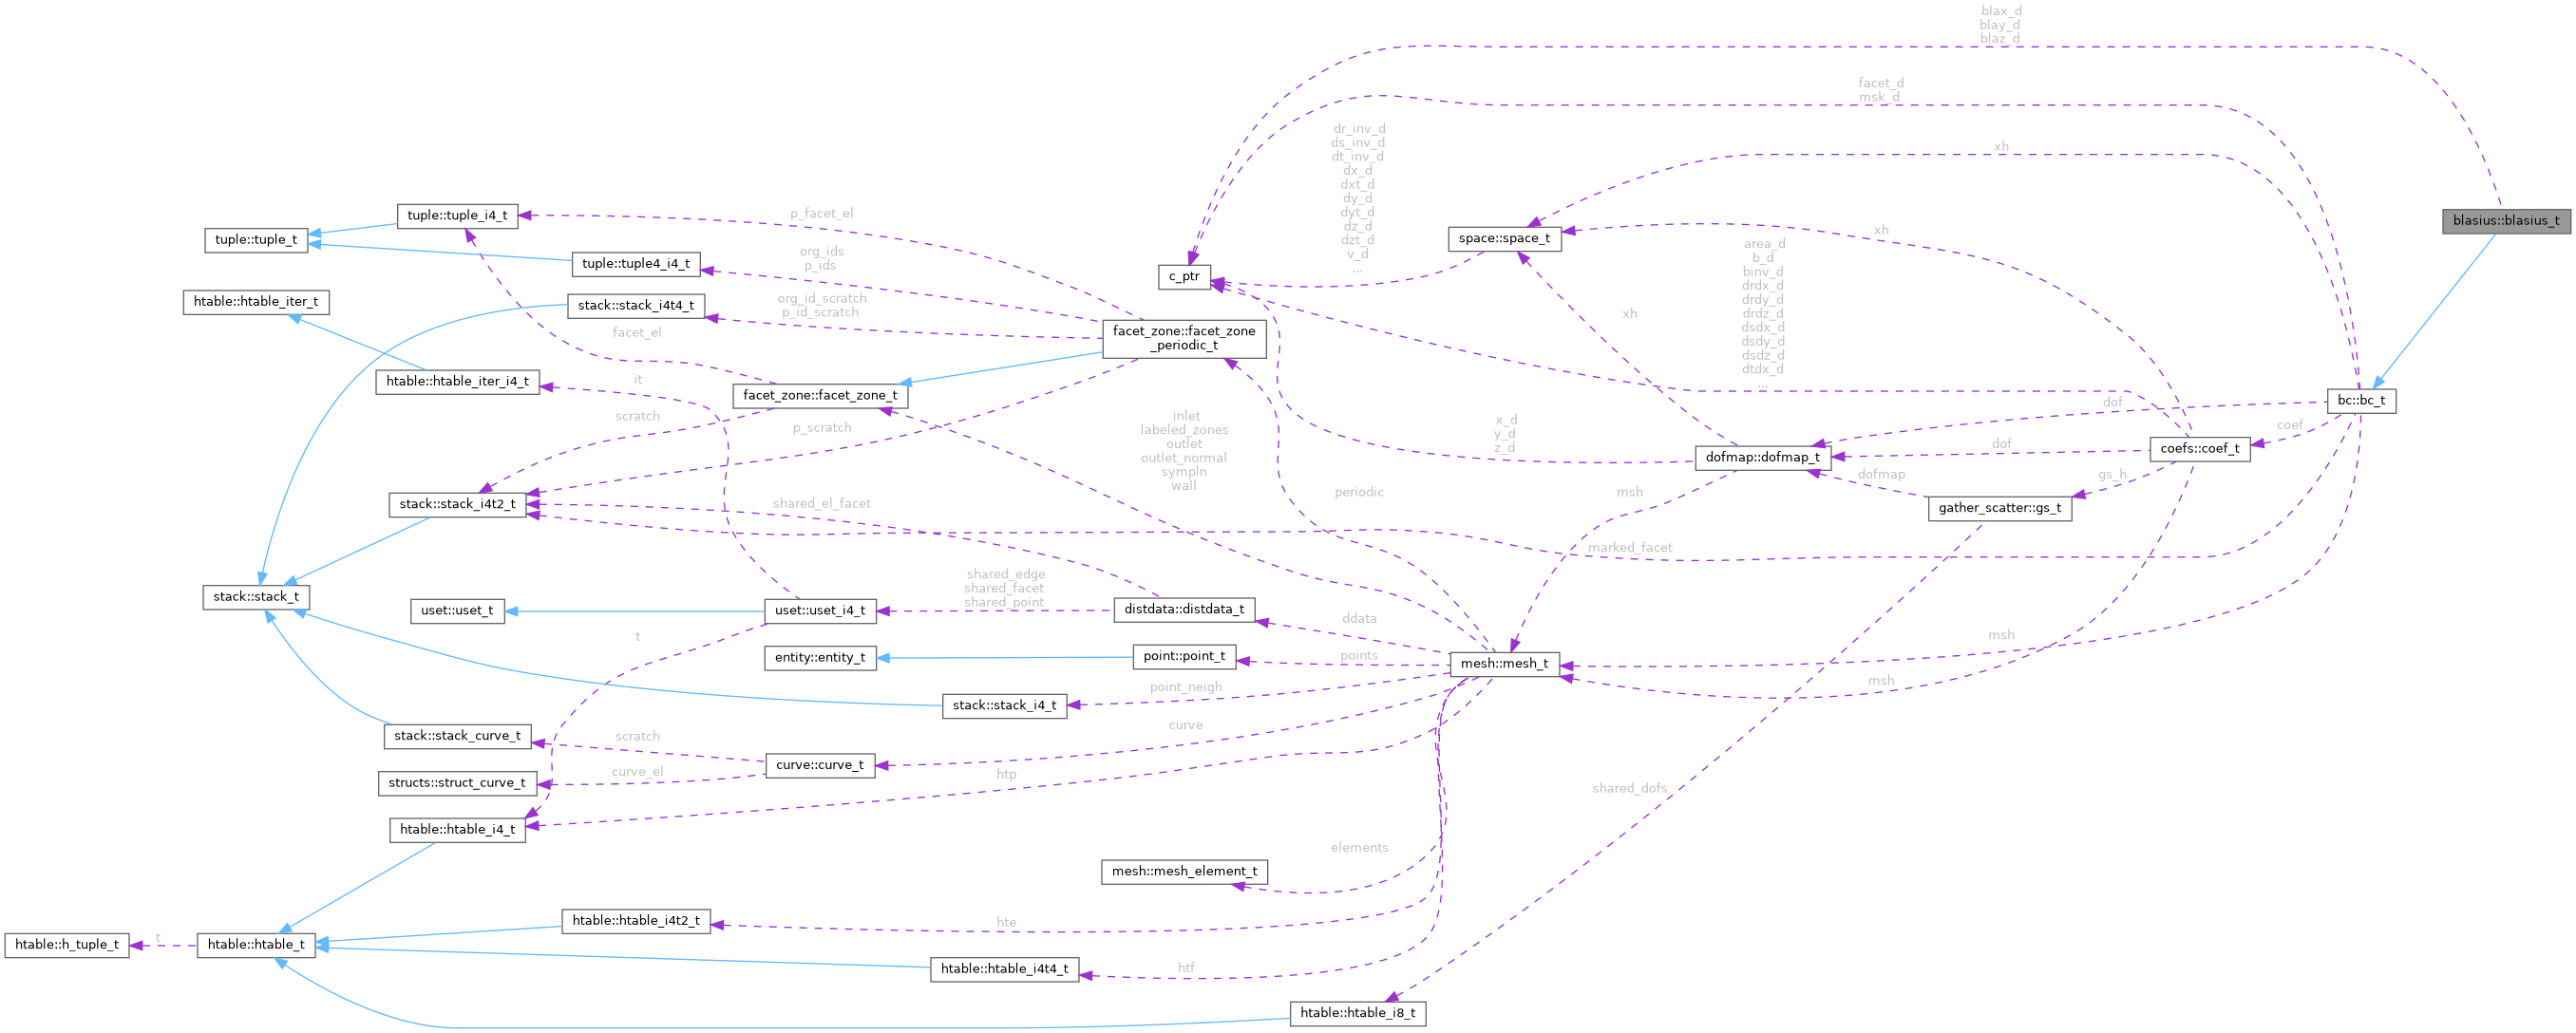 blax_d
blay_d
blaz_d
facet_d
msk_d
dr_inv_d
ds_inv_d
dt_inv_d
dx_d
dxt_d
dy_d
dyt_d
dz_d
dzt_d
v_d
...
xh
tuple::tuple_i4_t
p_facet_el
blasius::blasius_t
tuple::tuple_t
space::space_t
xh
org_ids
p_ids
tuple::tuple4_i4_t
c_ptr
area_d
b_d
binv_d
drdx_d
drdy_d
drdz_d
dsdx_d
dsdy_d
dsdz_d
dtdx_d
...
htable::htable_iter_t
stack::stack_i4t4_t
org_id_scratch
p_id_scratch
xh
facet_el
facet_zone::facet_zone
_periodic_t
htable::htable_iter_i4_t
it
facet_zone::facet_zone_t
bc::bc_t
dof
scratch
p_scratch
inlet
labeled_zones
outlet
outlet_normal
sympln
wall
x_d
y_d
z_d
coef
dof
coefs::coef_t
dofmap::dofmap_t
dofmap
gs_h
periodic
msh
stack::stack_i4t2_t
shared_el_facet
gather_scatter::gs_t
marked_facet
stack::stack_t
shared_edge
shared_facet
shared_point
uset::uset_t
uset::uset_i4_t
distdata::distdata_t
ddata
t
msh
entity::entity_t
point::point_t
points
mesh::mesh_t
msh
point_neigh
stack::stack_i4_t
curve
stack::stack_curve_t
scratch
curve::curve_t
curve_el
structs::struct_curve_t
htp
shared_dofs
htable::htable_i4_t
elements
mesh::mesh_element_t
htable::htable_i4t2_t
hte
htable::h_tuple_t
t
htable::htable_t
htable::htable_i4t4_t
htf
htable::htable_i8_t